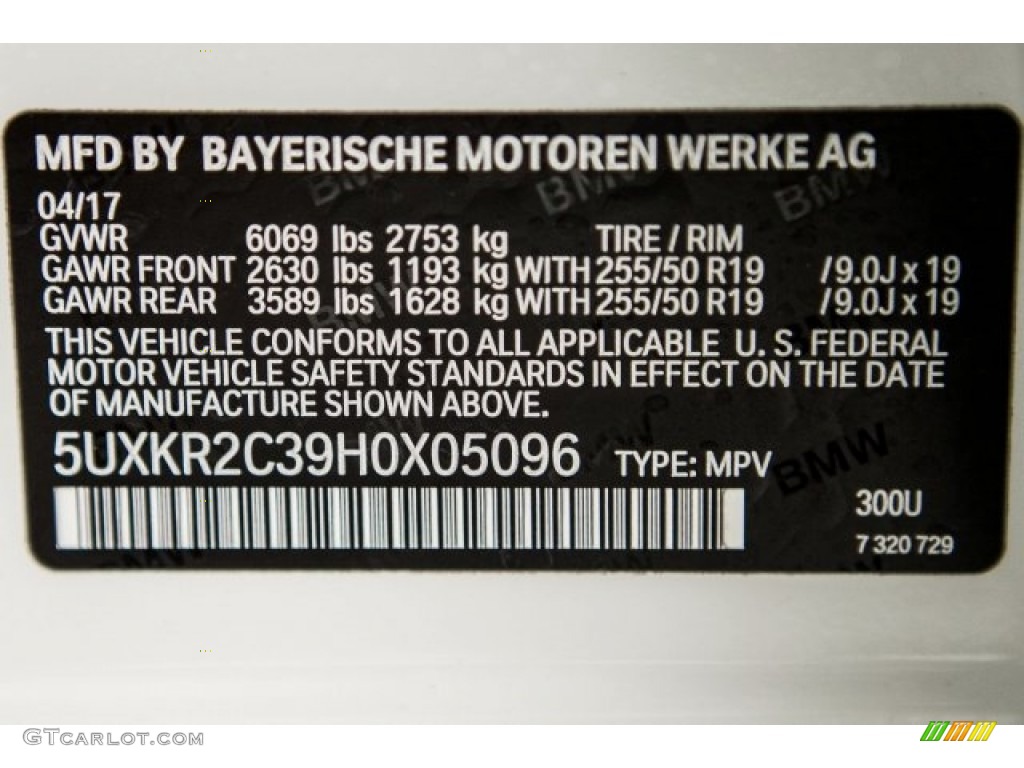 MFD BY BAYERISCHE MOTOREN WERKE AG
04/17
GVWR 6069 lbs 2753 kg TIRE / RIM
GAWR FRONT 2630 lbs 1193 kg WITH 255/50 R19 /9.0J x 19
GAWR REAR 3589 lbs 1628 kg WITH 255/50 R19 /9.0J x 19
THIS VEHICLE CONFORMS TO ALL APPLICABLE U. S. FEDERAL
MOTOR VEHICLE SAFETY STANDARDS IN EFFECT ON THE DATE
OF MANUFACTURE SHOWN ABOVE.
5UXKR2C39H0X05096 TYPE: MPV
BMW
300U
7 320 729
GTCarLot.com